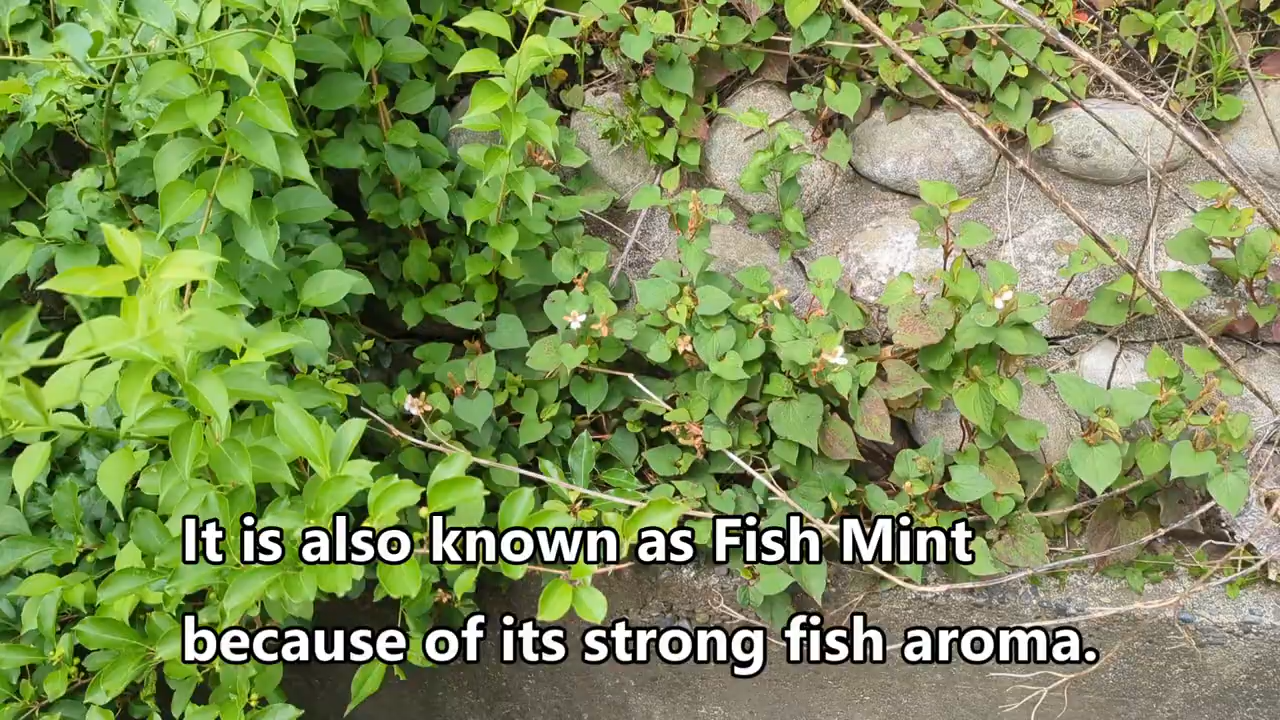 It is also known as Fish Mint
because of its strong fish aroma.